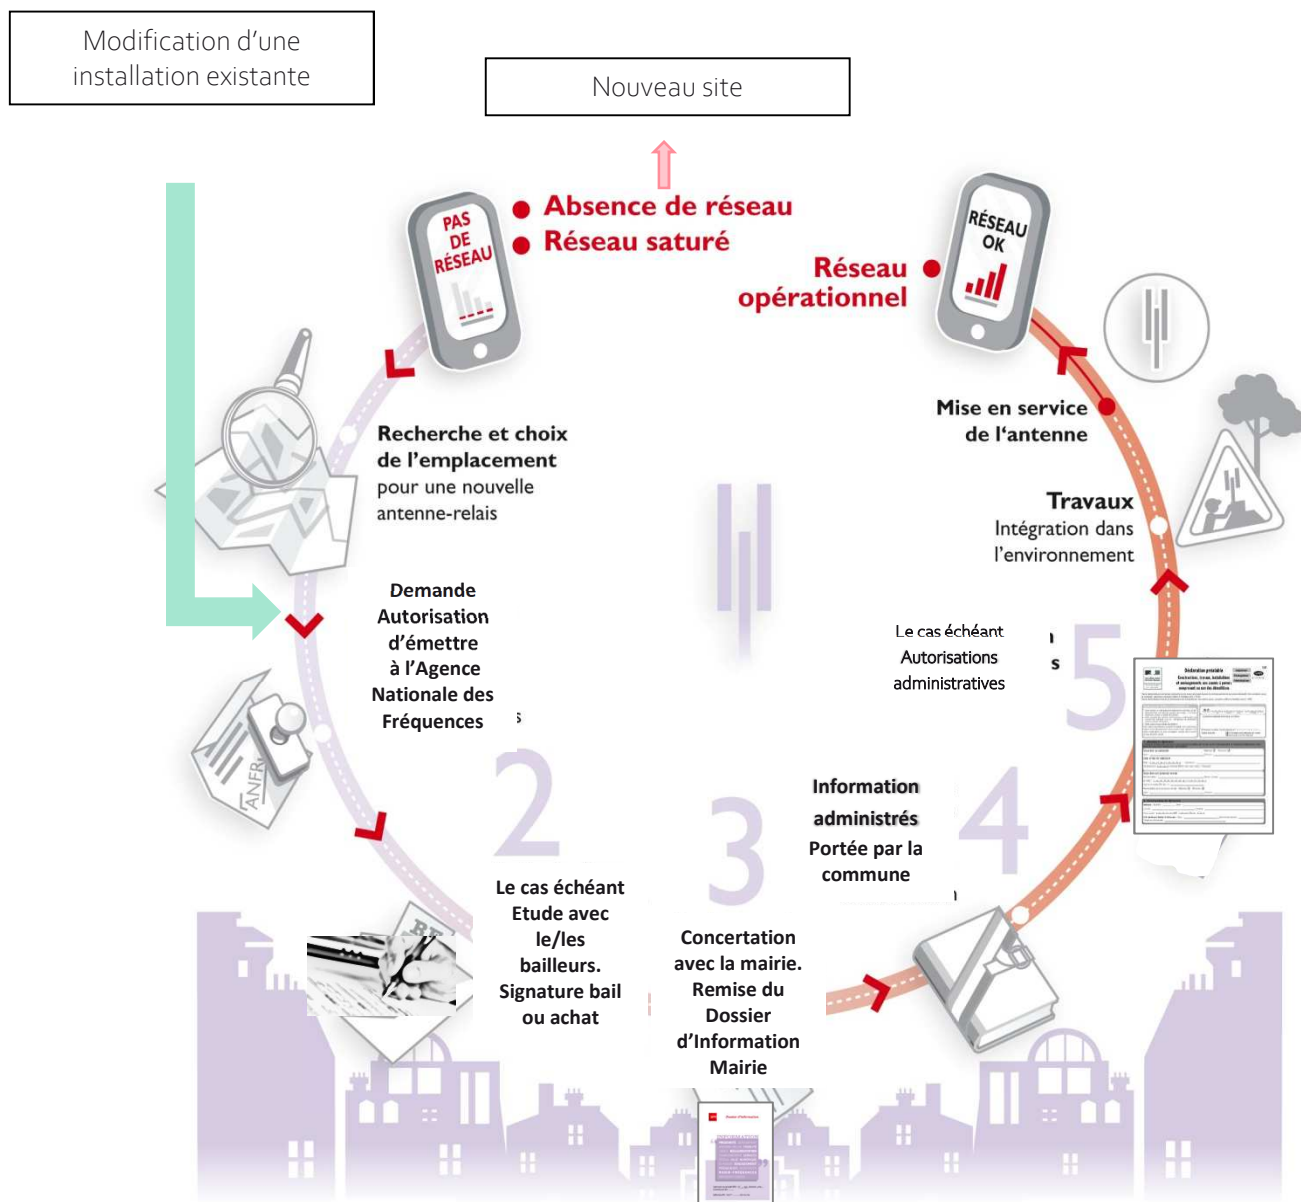 Modification d’une
installation existante
Nouveau site
PAS
DE
RÉSEAU
Absence de réseau
Réseau saturé
RÉSEAU
OK
Réseau
opérationnel
Recherche et choix
de l’emplacement
pour une nouvelle
antenne-relais
Mise en service
de l‘antenne
Travaux
Intégration dans
l’environnement
Demande
Autorisation
d’émettre
à l’Agence
Nationale des
Fréquences
s
ANFR
Le cas échéant
Autorisations
administratives
s
5
Déclaration préalable
2
3
4
Information
administrés
Portée par la
commune
Le cas échéant
Etude avec
le/les
bailleurs.
Signature bail
ou achat
Concertation
avec la mairie.
Remise du
Dossier
d’Information
Mairie
INFORMATION